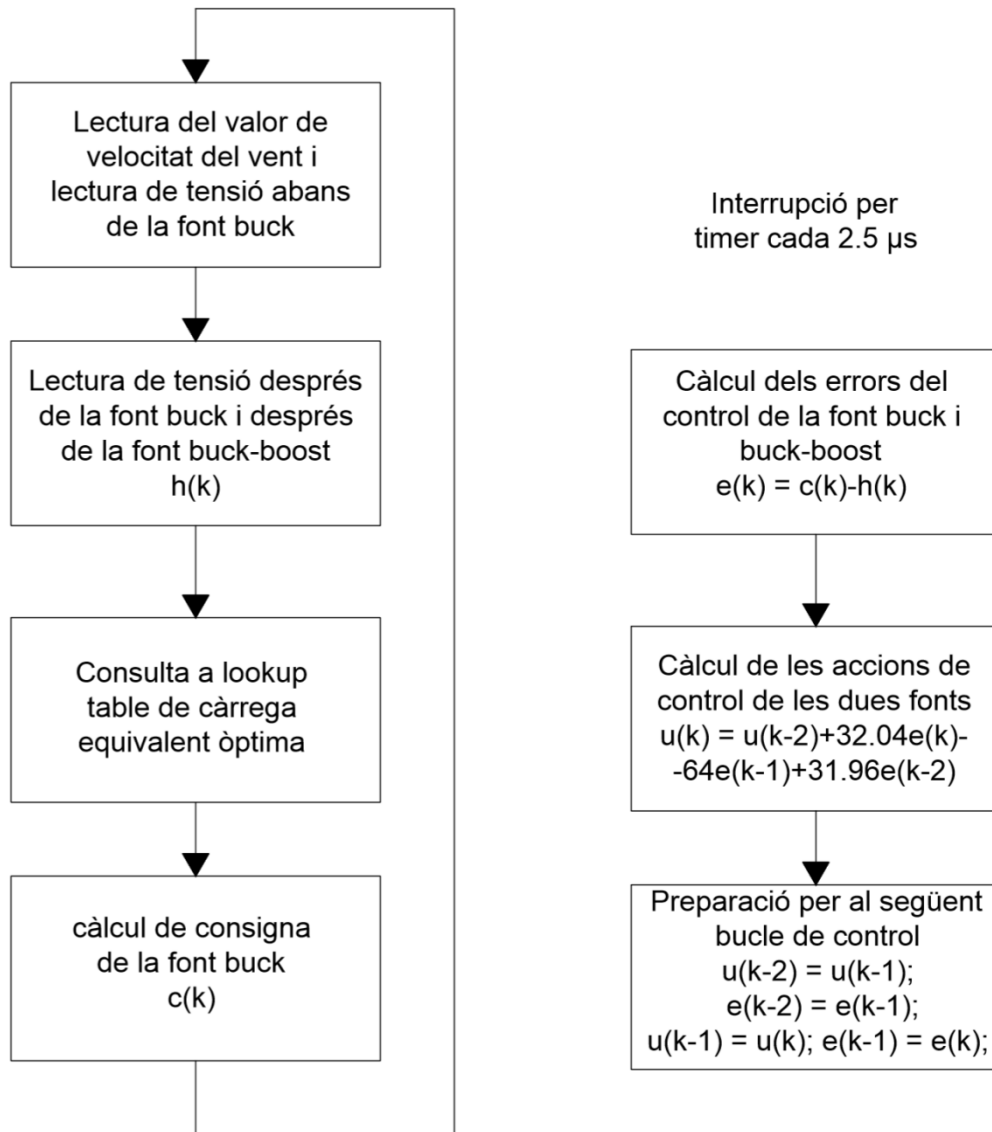 Lectura del valor de
velocitat del vent i
lectura de tensió abans
de la font buck
Lectura de tensió després
de la font buck i després
de la font buck-boost
h(k)
Consulta a lookup
table de càrrega
equivalent òptima
càlcul de consigna
de la font buck
c(k)
Interrupció per
timer cada 2.5 µs
Càlcul dels errors del
control de la font buck i
buck-boost
e(k) = c(k)-h(k)
Càlcul de les accions de
control de les dues fonts
u(k) = u(k-2)+32.04e(k)-
-64e(k-1)+31.96e(k-2)
Preparació per al següent
bucle de control
u(k-2) = u(k-1);
e(k-2) = e(k-1);
u(k-1) = u(k); e(k-1) = e(k);